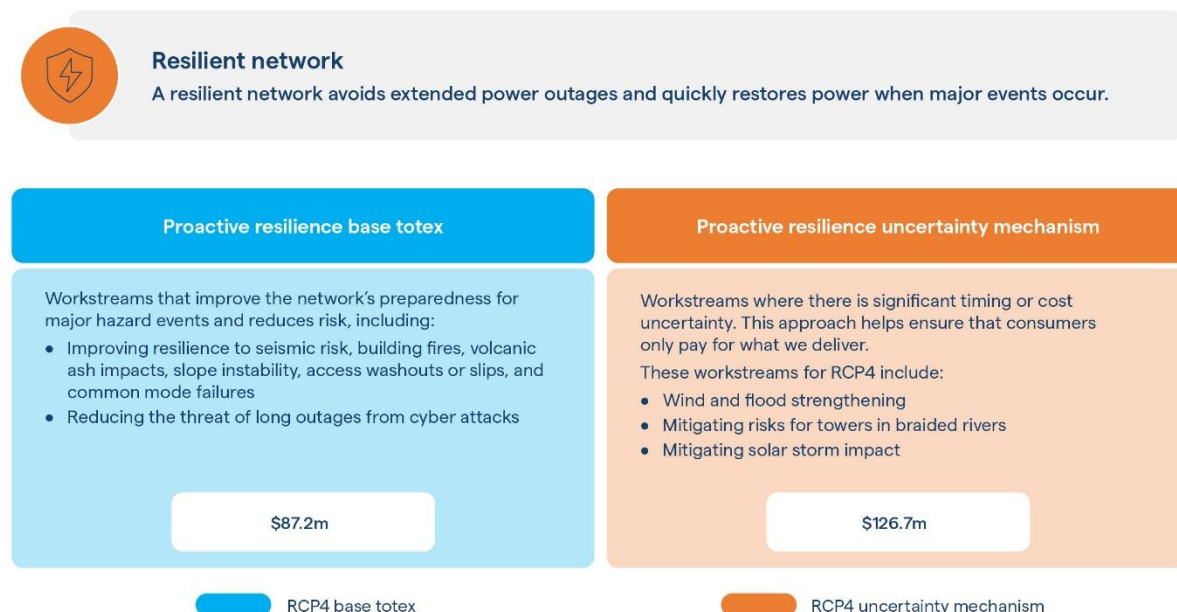 Resilient network
A resilient network avoids extended power outages and quickly restores power when major events occur.
Proactive resilience base totex
Workstreams that improve the network's preparedness for
major hazard events and reduces risk, including:
• Improving resilience to seismic risk, building fires, volcanic
ash impacts, slope instability, access washouts or slips, and
common mode failures
• Reducing the threat of long outages from cyber attacks
$87.2m
Proactive resilience uncertainty mechanism
Workstreams where there is significant timing or cost
uncertainty. This approach helps ensure that consumers
only pay for what we deliver.
These workstreams for RCP4 include:
• Wind and flood strengthening
• Mitigating risks for towers in braided rivers
• Mitigating solar storm impact
$126.7m
RCP4 base totex
RCP4 uncertainty mechanism